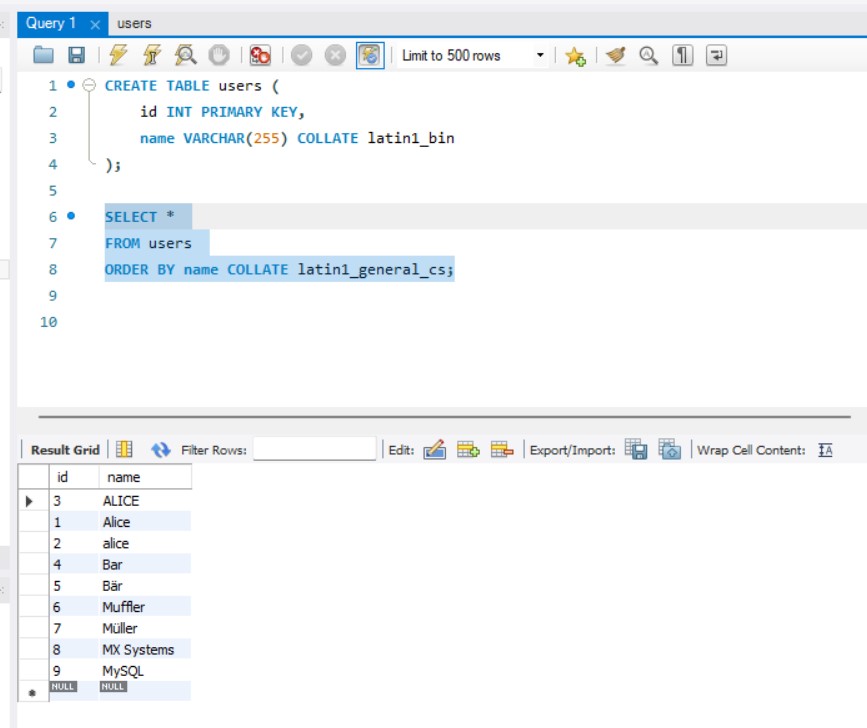 Query 1 × users
Limit to 500 rows
1 CREATE TABLE users (
2 id INT PRIMARY KEY,
3 name VARCHAR(255) COLLATE latin1_bin
4 );
5
6 SELECT *
7 FROM users
8 ORDER BY name COLLATE latin1_general_cs;
9
10
Result Grid Filter Rows: Edit: Export/Import: Wrap Cell Content: IA
id name
3 ALICE
1 Alice
2 alice
4 Bar
5 Bär
6 Muffler
7 Müller
8 MX Systems
9 MySQL
NULL NULL